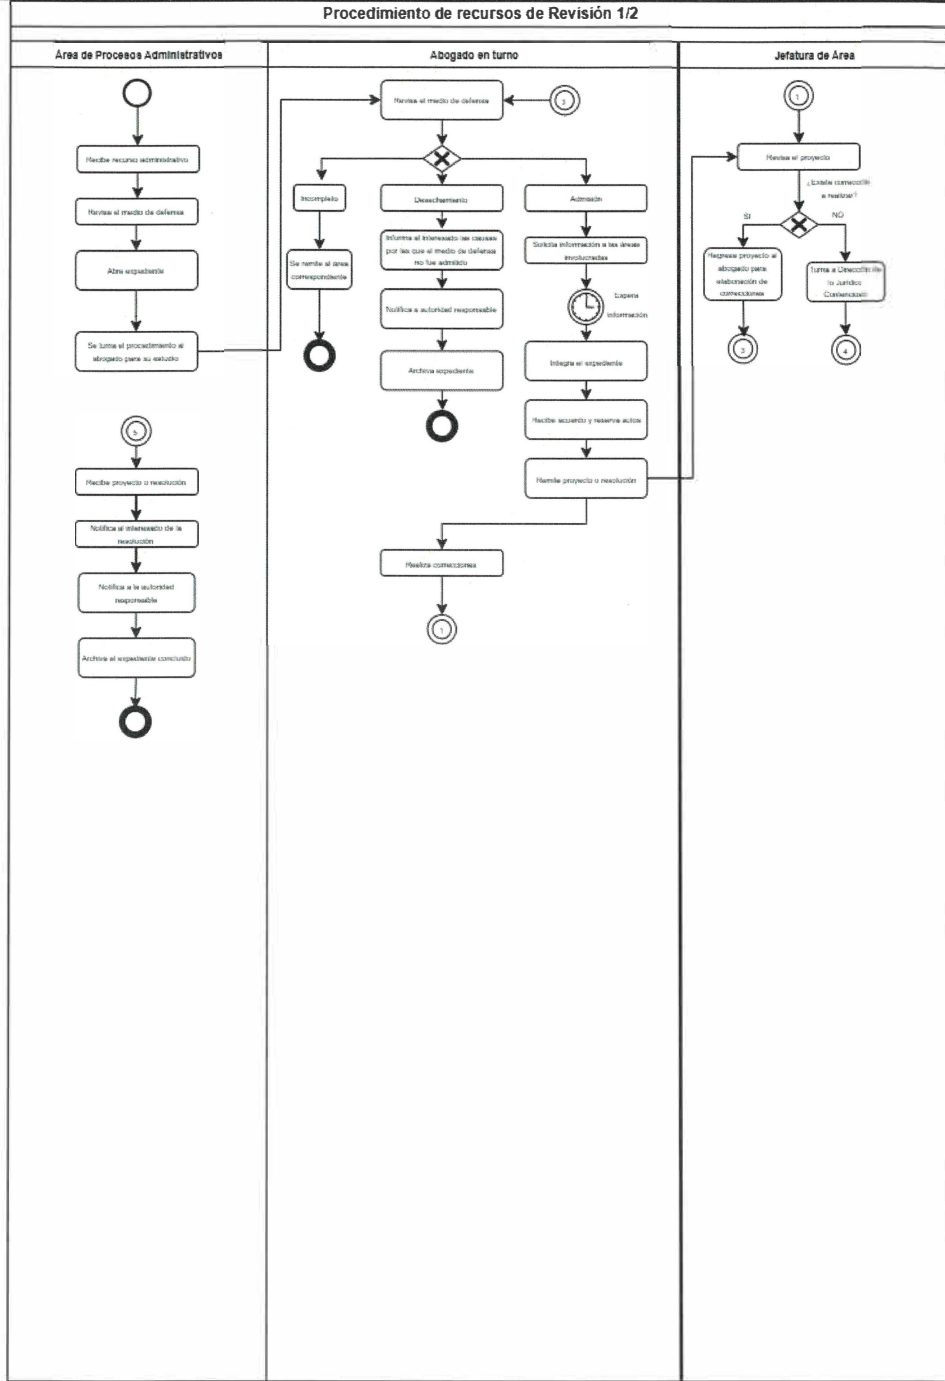 Procedimiento de recursos de Revisión 1/2
Área de Procesos Administrativos
Recibe recurso administrativo
Revisa el medio de defensa
Abre expediente
Se turna el procedimiento al
abogado para su estudio
5
Recibe proyecto o resolución
Notifica al interesado de la
resolución
Notifica a la autoridad
responsable
Archiva el expediente concluido
Abogado en turno
Revisa el medio de defensa
3
Incompleto
Se remite al área
correspondiente
Desechamiento
Informa al interesado las causas
por las que el medio de defensa
no fue admitido
Notifica a autoridad responsable
Archiva expediente
Admisión
Solicita información a las áreas
involucradas
Espera
información
Integra el expediente
Recibe acuerdo y reserva autos
Remite proyecto o resolución
Realiza correcciones
1
Jefatura de Área
1
Revisa el proyecto
¿Existe corrección
a realizar?
SI
NO
Regresa proyecto al
abogado para
elaboración de
correcciones
Turna a Dirección de
lo Jurídico
Contencioso
3
4